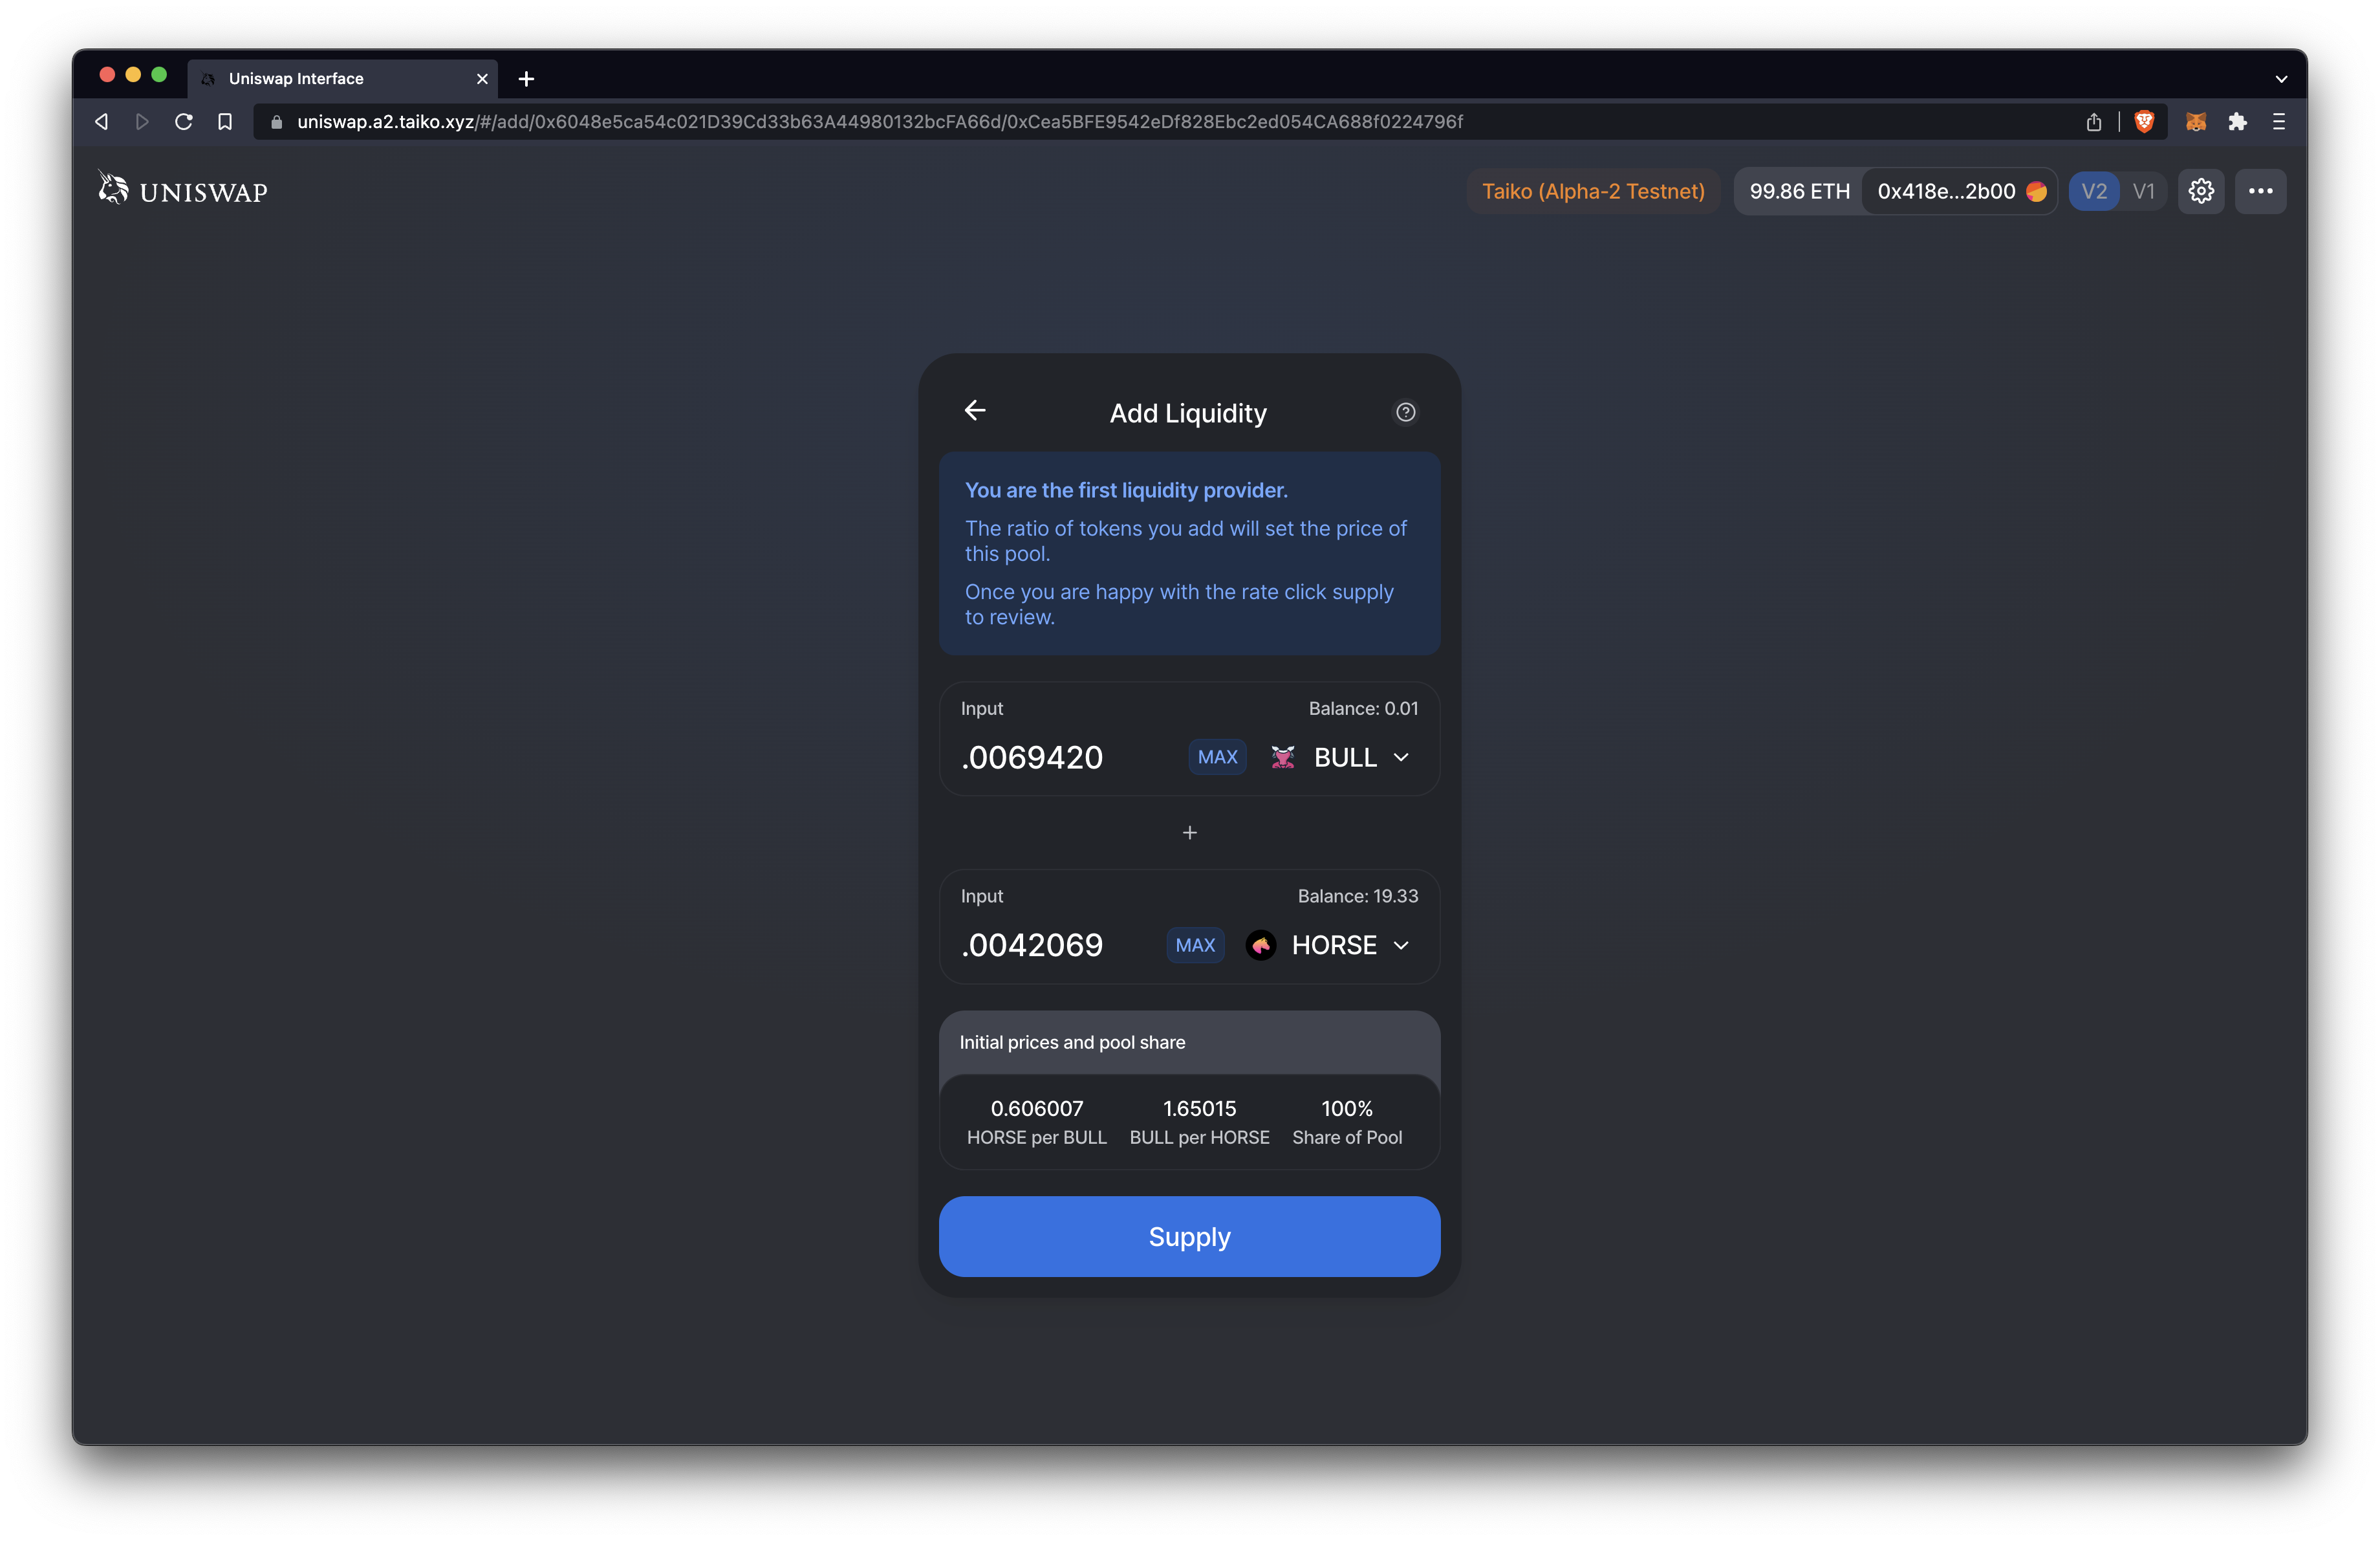 Uniswap Interface
uniswap.a2.taiko.xyz/#/add/0x6048e5ca54c021D39Cd33b63A44980132bcFA66d/0xCea5BFE9542eDf828Ebc2ed054CA688f0224796f
UNISWAP
Taiko (Alpha-2 Testnet)
99.86 ETH
0x418e...2b00
V2
V1
Add Liquidity
You are the first liquidity provider.
The ratio of tokens you add will set the price of
this pool.
Once you are happy with the rate click supply
to review.
Input
Balance: 0.01
.0069420
MAX
BULL
+
Input
Balance: 19.33
.0042069
MAX
HORSE
Initial prices and pool share
0.606007
1.65015
100%
HORSE per BULL
BULL per HORSE
Share of Pool
Supply